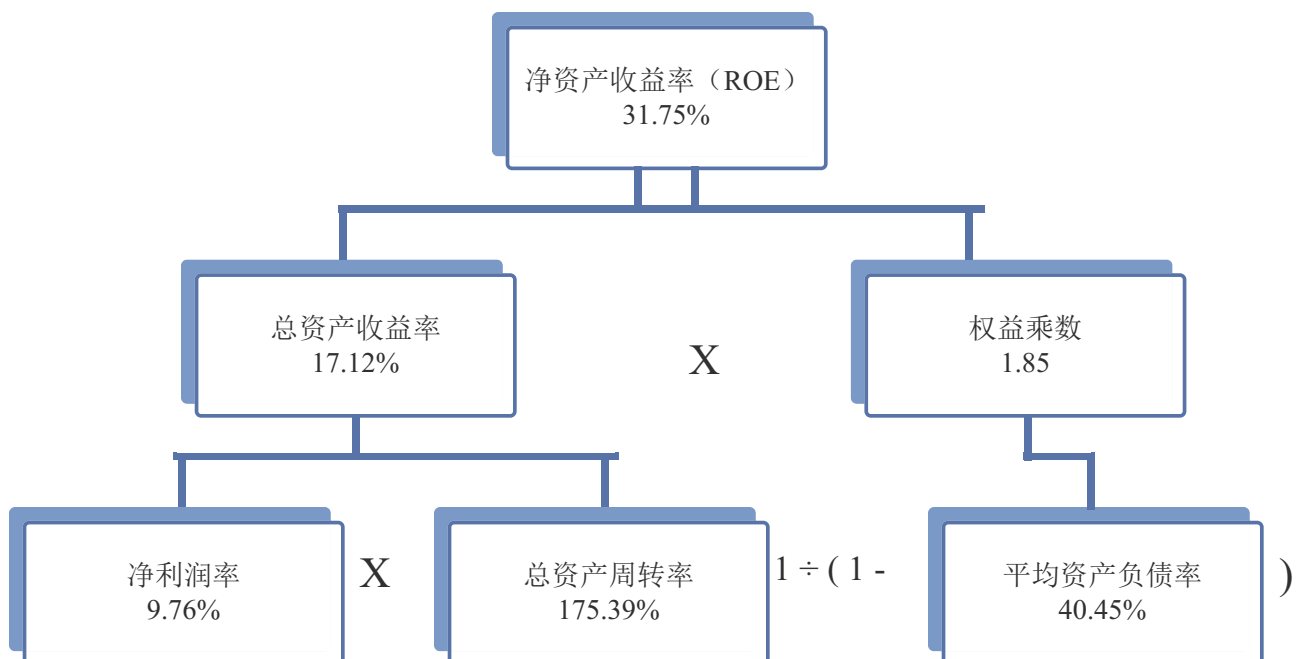 净资产收益率（ROE）
31.75%
总资产收益率
17.12%
X
权益乘数
1.85
净利润率
9.76%
X
总资产周转率
175.39%
1 ÷ ( 1 -
平均资产负债率
40.45%
)